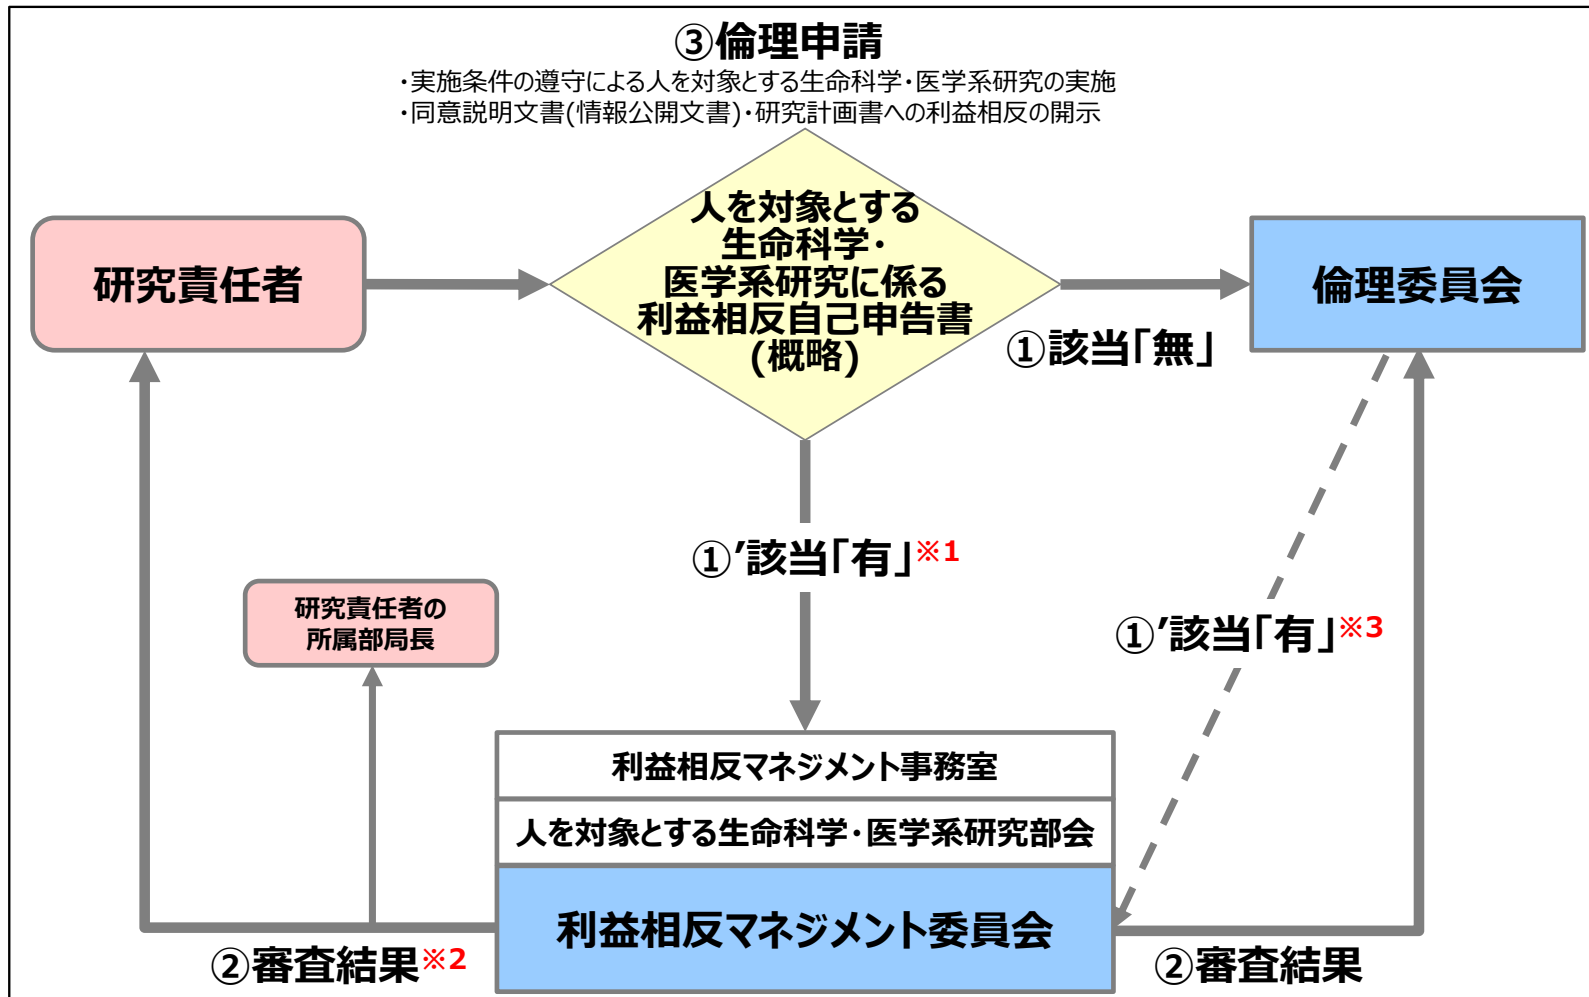 ③倫理申請
・実施条件の遵守による人を対象とする生命科学・医学系研究の実施
・同意説明文書(情報公開文書)・研究計画書への利益相反の開示
研究責任者
人を対象とする
生命科学・
医学系研究に係る
利益相反自己申告書
(概略)
倫理委員会
①該当「無」
①′該当「有」※1
研究責任者の
所属部局長
①′該当「有」※3
利益相反マネジメント事務室
人を対象とする生命科学・医学系研究部会
利益相反マネジメント委員会
②審査結果※2
②審査結果